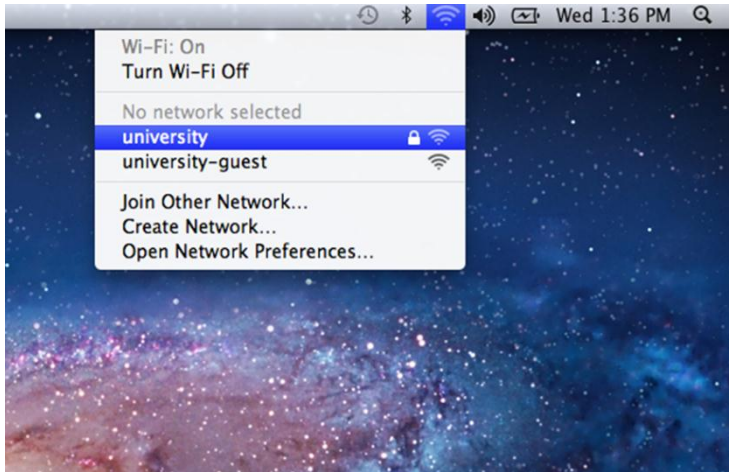 Wed 1:36 PM
Wi-Fi: On
Turn Wi-Fi Off
No network selected
university
university-guest
Join Other Network...
Create Network...
Open Network Preferences...